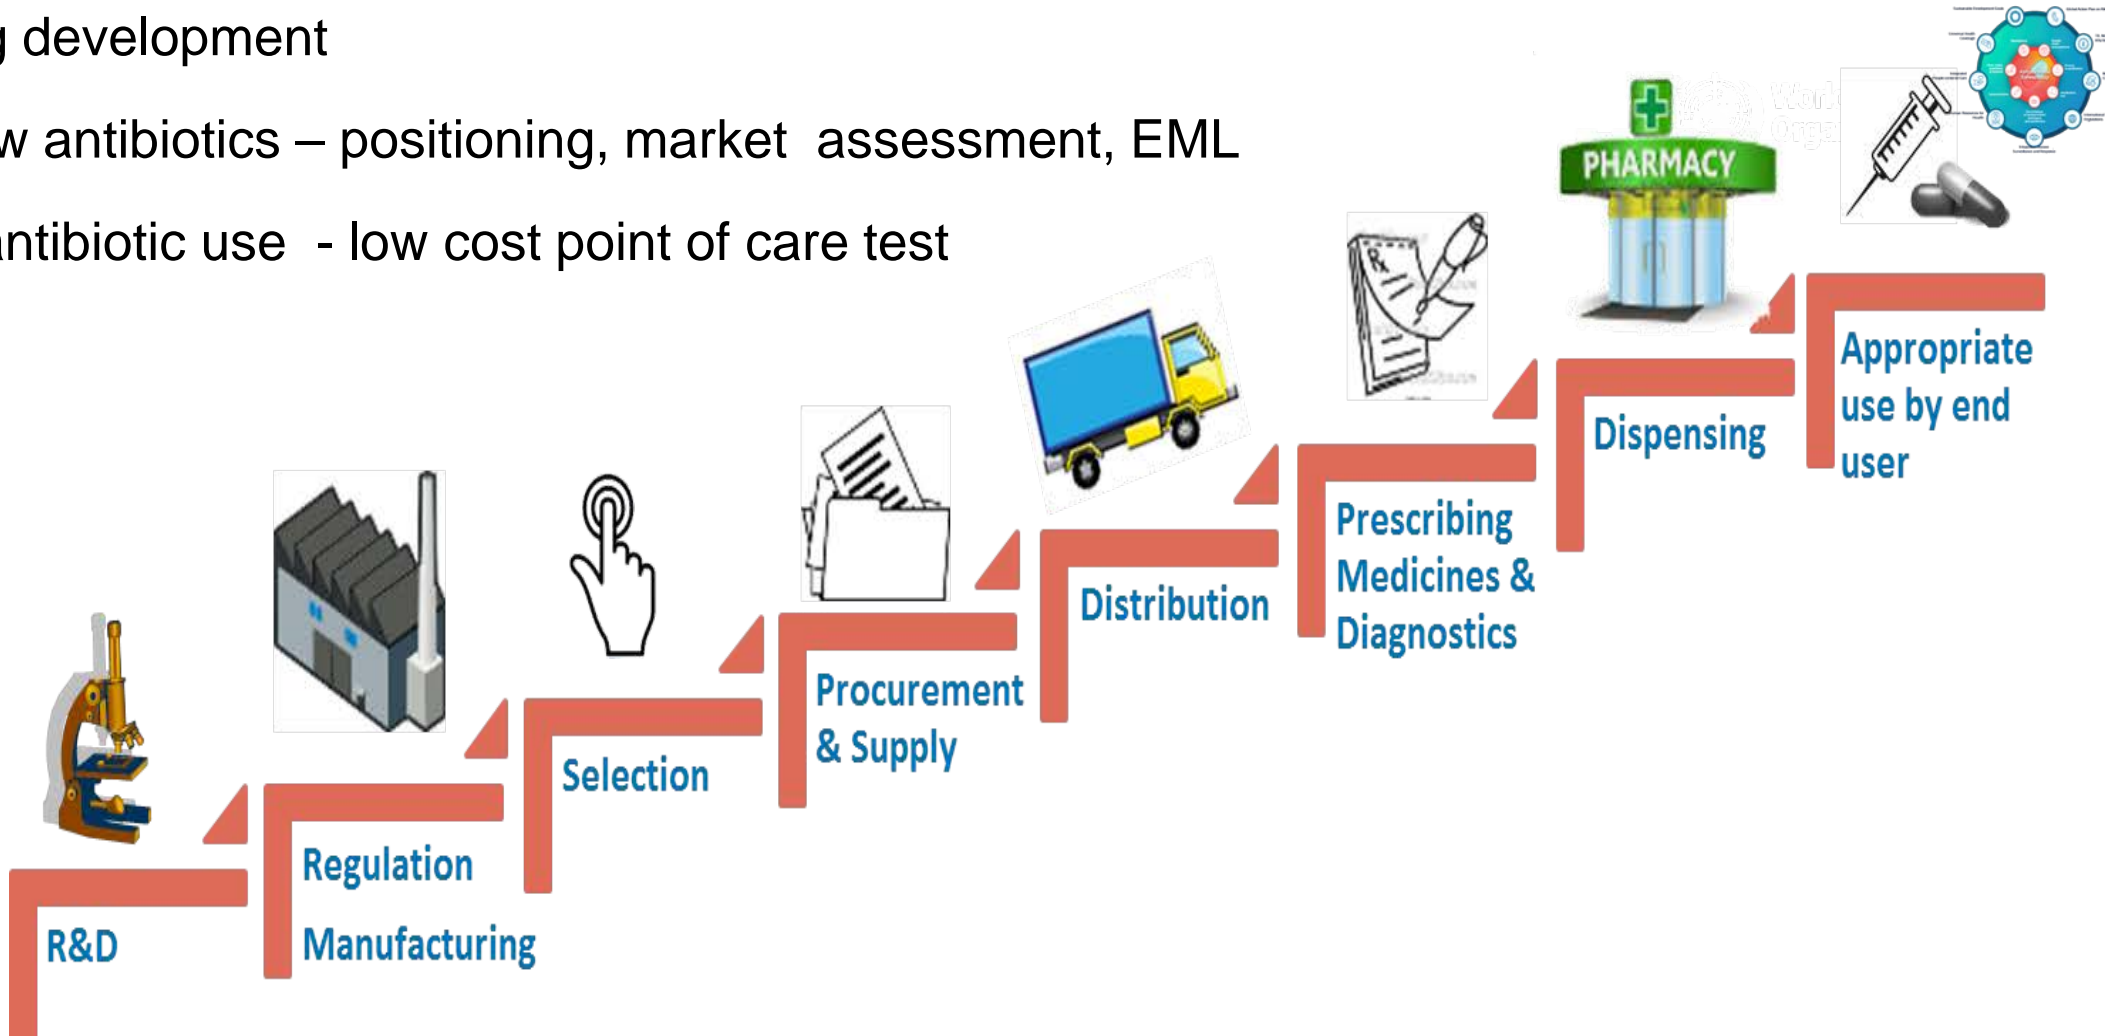 g development
w antibiotics – positioning, market assessment, EML
antibiotic use - low cost point of care test
PHARMACY
Rx
Appropriate
use by end
user
Dispensing
Prescribing
Medicines &
Diagnostics
Distribution
Procurement
& Supply
Selection
Regulation
Manufacturing
R&D